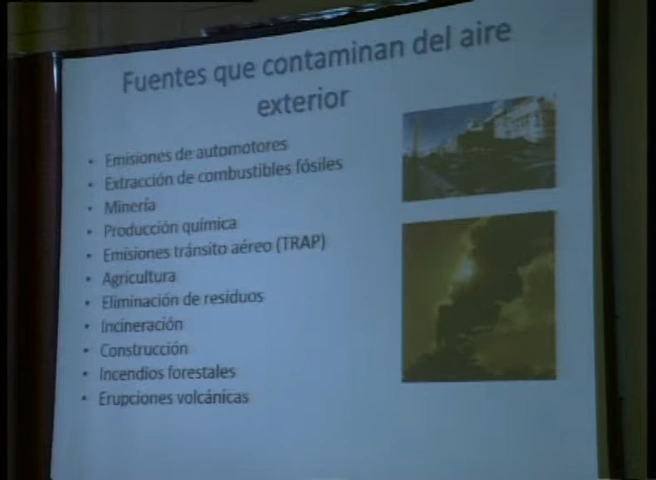 Fuentes que contaminan del aire
exterior
• Emisiones de automotores
• Extracción de combustibles fósiles
• Minería
• Producción química
• Emisiones tránsito aéreo (TRAP)
• Agricultura
• Eliminación de residuos
• Incineración
• Construcción
• Incendios forestales
• Erupciones volcánicas